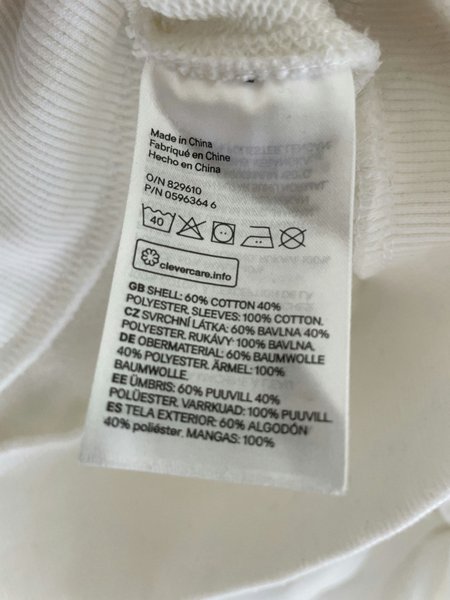 Made in China
Fabriqué en Chine
Hecho en China
O/N 829610
P/N 0596364 6
40
clevercare.info
GB SHELL: 60% COTTON 40%
POLYESTER. SLEEVES: 100% COTTON.
CZ SVRCHNÍ LÁTKA: 60% BAVLNA 40%
POLYESTER. RUKÁVY: 100% BAVLNA.
DE OBERMATERIAL: 60% BAUMWOLLE
40% POLYESTER. ÄRMEL: 100%
BAUMWOLLE.
EE ÜMBRIS: 60% PUUVILL 40%
POLÜESTER. VARRKUAD: 100% PUUVILL.
ES TELA EXTERIOR: 60% ALGODÓN
40% poliéster. MANGAS: 100%